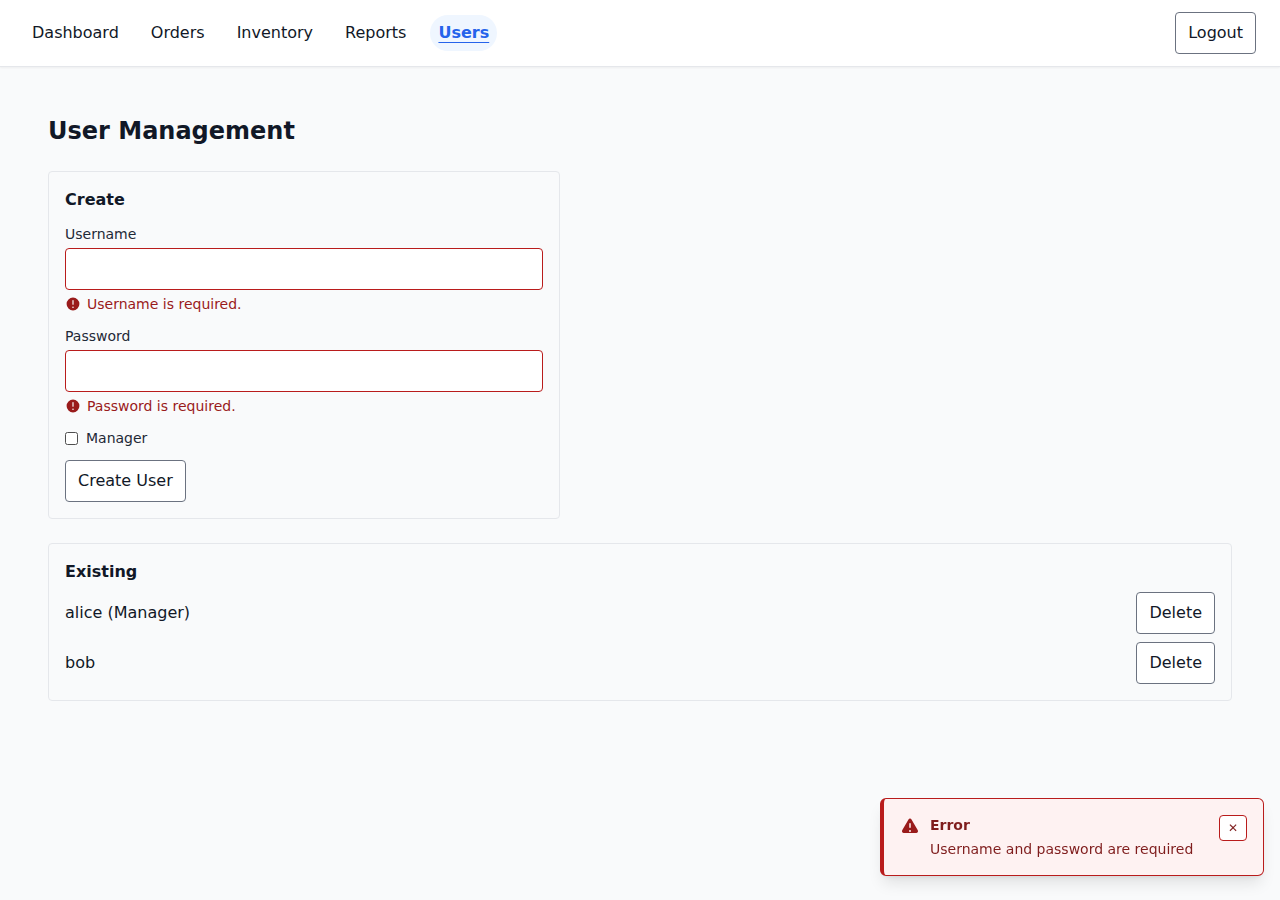 Dashboard Orders Inventory Reports Users Logout
User Management
Create
Username
Username is required.
Password
Password is required.
Manager
Create User
Existing
alice (Manager) Delete
bob Delete
Error
Username and password are required